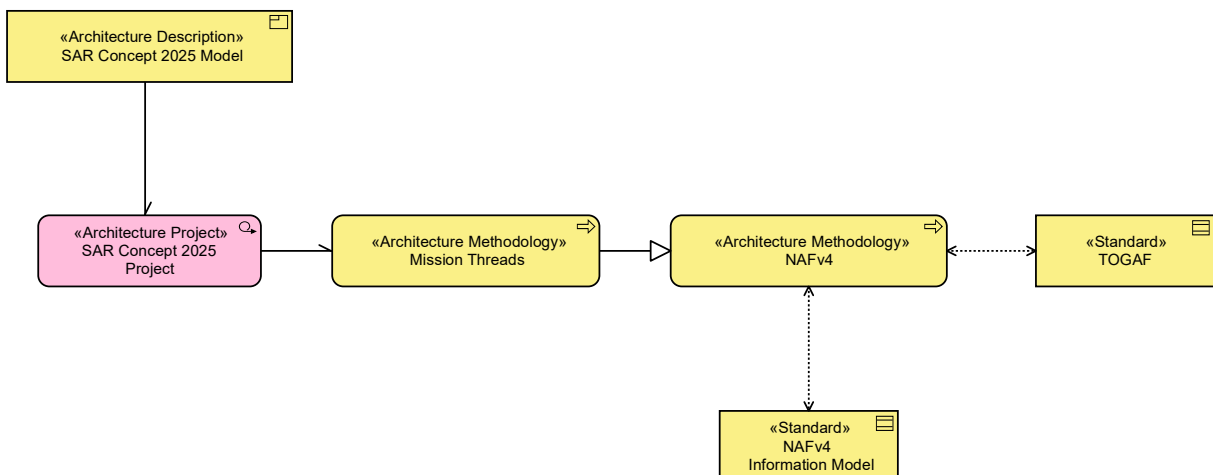 «Architecture Description»
SAR Concept 2025 Model
«Architecture Project»
SAR Concept 2025
Project
«Architecture Methodology»
Mission Threads
«Architecture Methodology»
NAFv4
«Standard»
TOGAF
«Standard»
NAFv4
Information Model